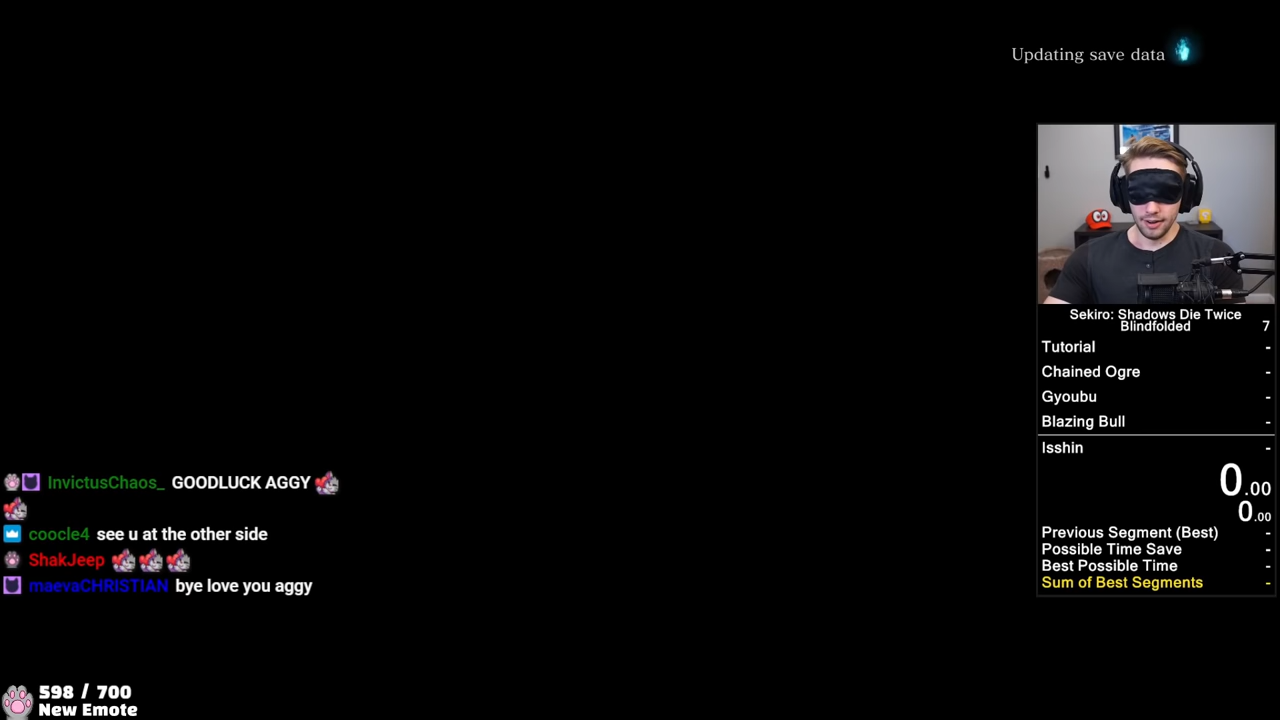 Updating save data
Sekiro: Shadows Die Twice
Blindfolded 7
Tutorial -
Chained Ogre -
Gyoubu -
Blazing Bull -
Isshin -
0.00
0.00
Previous Segment (Best) -
Possible Time Save -
Best Possible Time -
Sum of Best Segments -
InvictusChaos_ GOODLUCK AGGY
coocle4 see u at the other side
ShakJeep
maevaCHRISTIAN bye love you aggy
598 / 700
New Emote